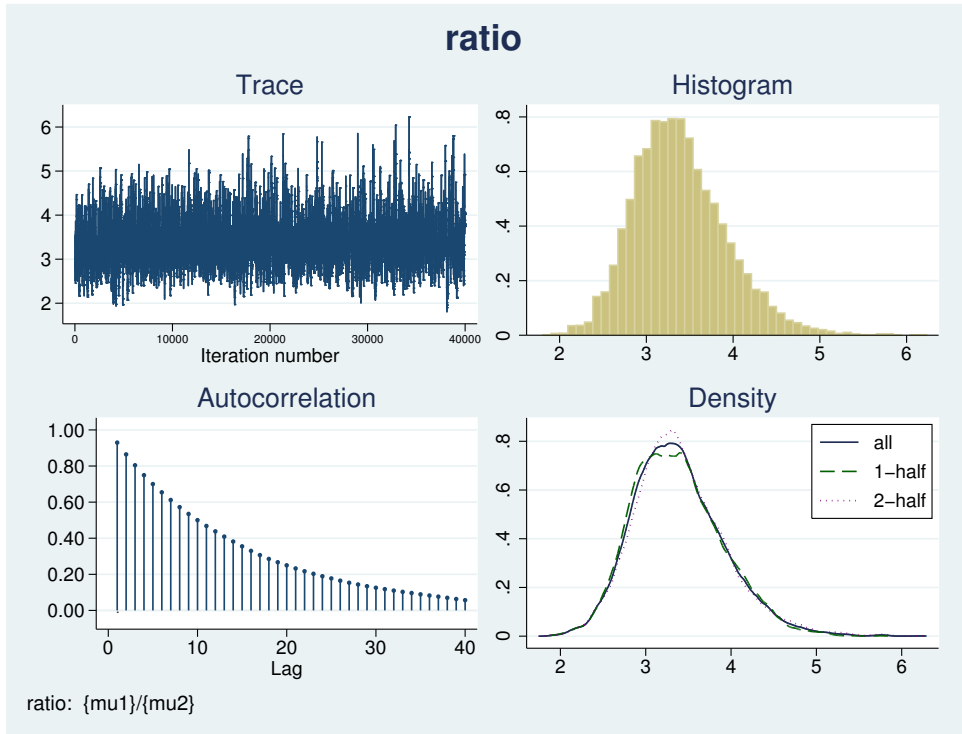 ratio
Trace
6
5
4
3
2
0 10000 20000 30000 40000
Iteration number
Histogram
.8
.6
.4
.2
0
2 3 4 5 6
Autocorrelation
1.00
0.80
0.60
0.40
0.20
0.00
0 10 20 30 40
Lag
Density
.8
.6
.4
.2
0
2 3 4 5 6
all
1−half
2−half
ratio: {mu1}/{mu2}